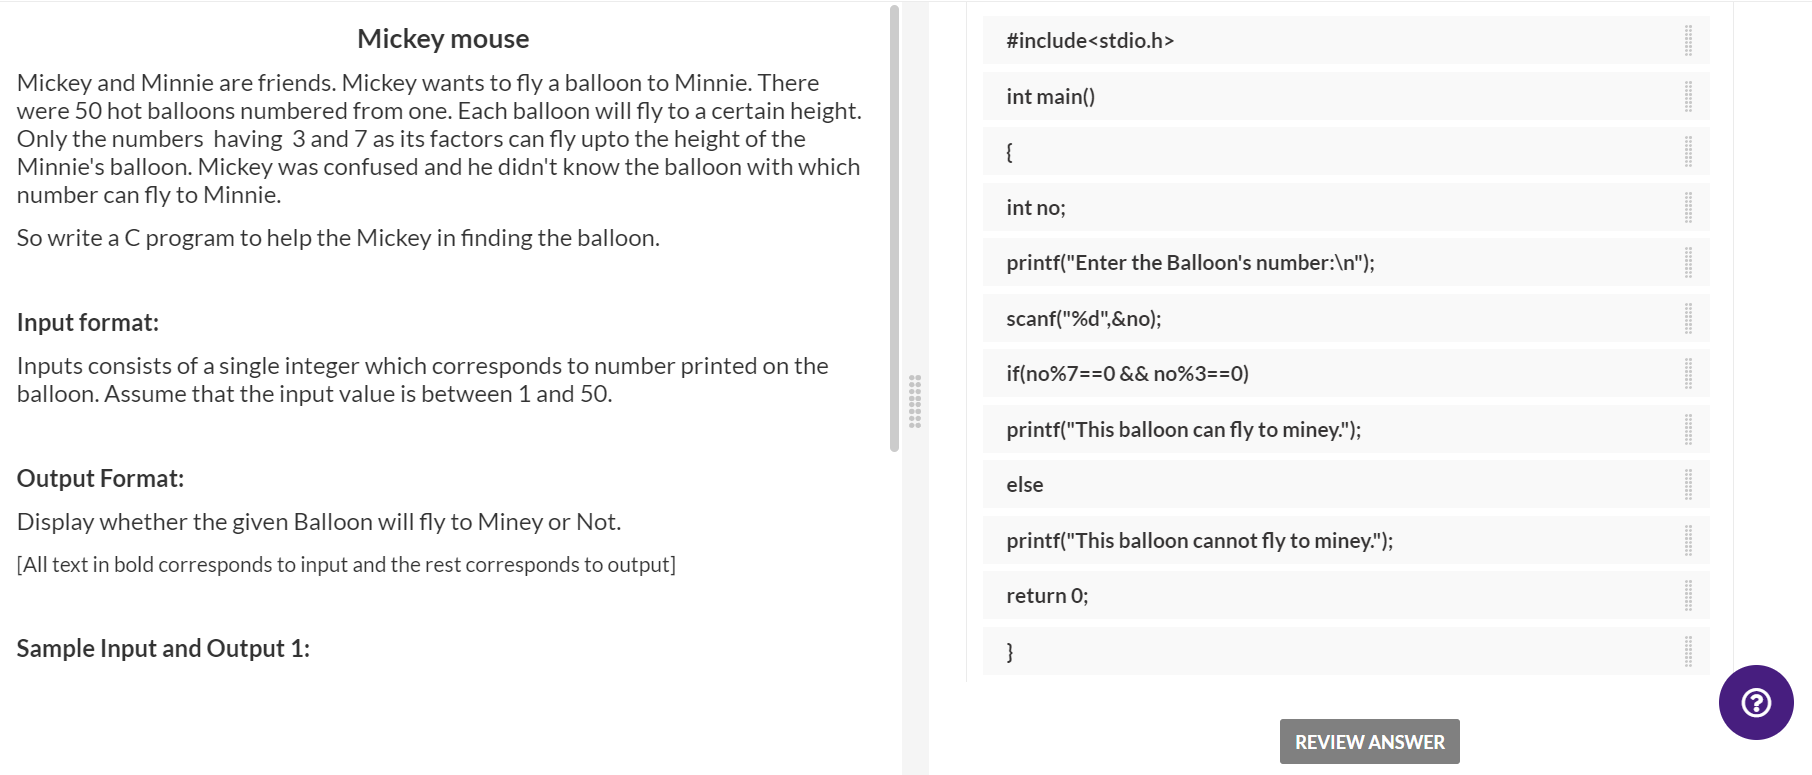 Mickey mouse
Mickey and Minnie are friends. Mickey wants to fly a balloon to Minnie. There
were 50 hot balloons numbered from one. Each balloon will fly to a certain height.
Only the numbers  having  3 and 7 as its factors can fly upto the height of the
Minnie's balloon. Mickey was confused and he didn't know the balloon with which
number can fly to Minnie.
So write a C program to help the Mickey in finding the balloon.
Input format:
Inputs consists of a single integer which corresponds to number printed on the
balloon. Assume that the input value is between 1 and 50.
Output Format:
Display whether the given Balloon will fly to Miney or Not.
[All text in bold corresponds to input and the rest corresponds to output]
Sample Input and Output 1:
#include<stdio.h>
int main()
{
int no;
printf("Enter the Balloon's number:\n");
scanf("%d",&no);
if(no%7==0 && no%3==0)
printf("This balloon can fly to miney.");
else
printf("This balloon cannot fly to miney.");
return 0;
}
REVIEW ANSWER
?